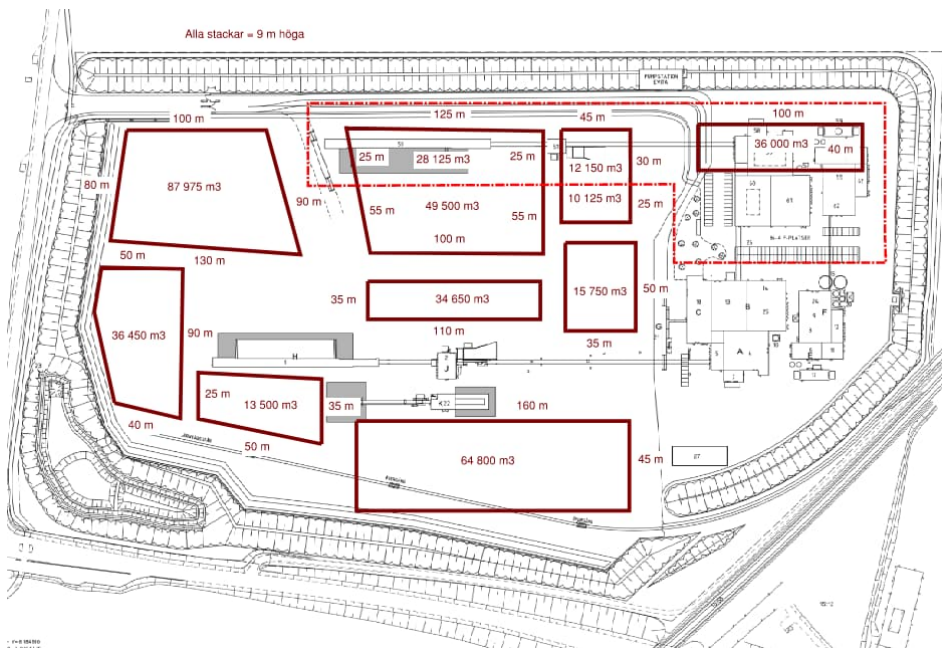 Alla stackar = 9 m höga
PUMPSTATION
100 m
125 m
45 m
100 m
25 m
28 125 m3
25 m
12 150 m3
30 m
36 000 m3
40 m
80 m
87 975 m3
90 m
55 m
49 500 m3
55 m
10 125 m3
25 m
100 m
50 m
130 m
35 m
34 650 m3
15 750 m3
50 m
110 m
35 m
36 450 m3
90 m
H
J
G
C
B
A
F
25 m
13 500 m3
35 m
160 m
40 m
50 m
64 800 m3
45 m
27